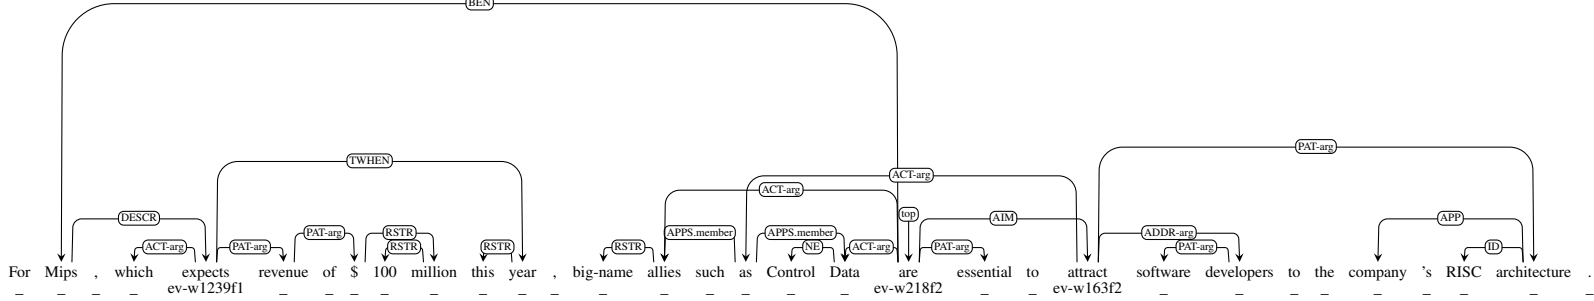 BEN
TWHEN
PAT-arg
ACT-arg
ACT-arg
top
DESCR
AIM
APP
PAT-arg
RSTR
APPS.member
APPS.member
ADDR-arg
ACT-arg
PAT-arg
RSTR
RSTR
RSTR
NE
ACT-arg
PAT-arg
PAT-arg
ID
For Mips , which expects revenue of $ 100 million this year , big-name allies such as Control Data are essential to attract software developers to the company 's RISC architecture .
_ _ _ _ ev-w1239f1 _ _ _ _ _ _ _ _ _ _ _ _ _ _ ev-w218f2 _ _ ev-w163f2 _ _ _ _ _ _ _ _ _